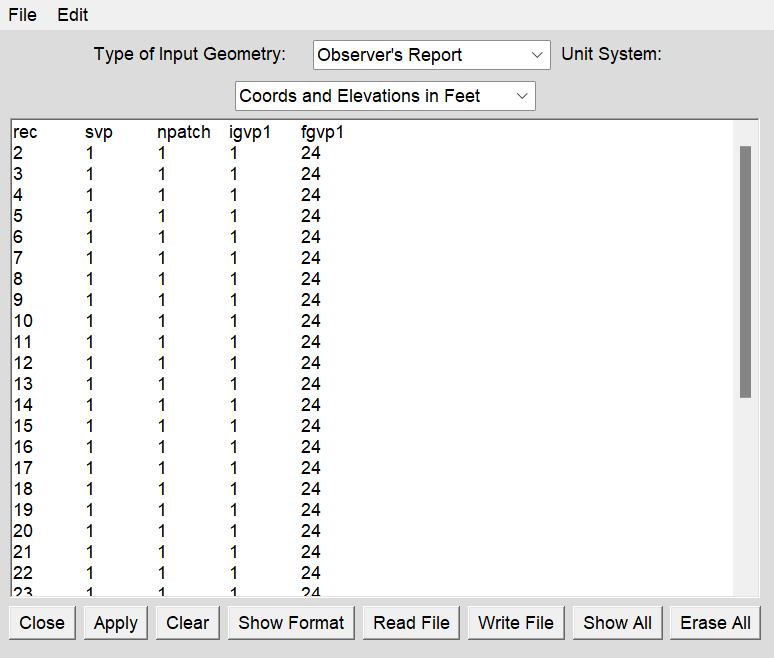 File Edit
Type of Input Geometry: Observer's Report Unit System:
Coords and Elevations in Feet
rec svp npatch igvp1 fgvp1
2 1 1 1 24
3 1 1 1 24
4 1 1 1 24
5 1 1 1 24
6 1 1 1 24
7 1 1 1 24
8 1 1 1 24
9 1 1 1 24
10 1 1 1 24
11 1 1 1 24
12 1 1 1 24
13 1 1 1 24
14 1 1 1 24
15 1 1 1 24
16 1 1 1 24
17 1 1 1 24
18 1 1 1 24
19 1 1 1 24
20 1 1 1 24
21 1 1 1 24
22 1 1 1 24
23 1 1 1 24
Close Apply Clear Show Format Read File Write File Show All Erase All